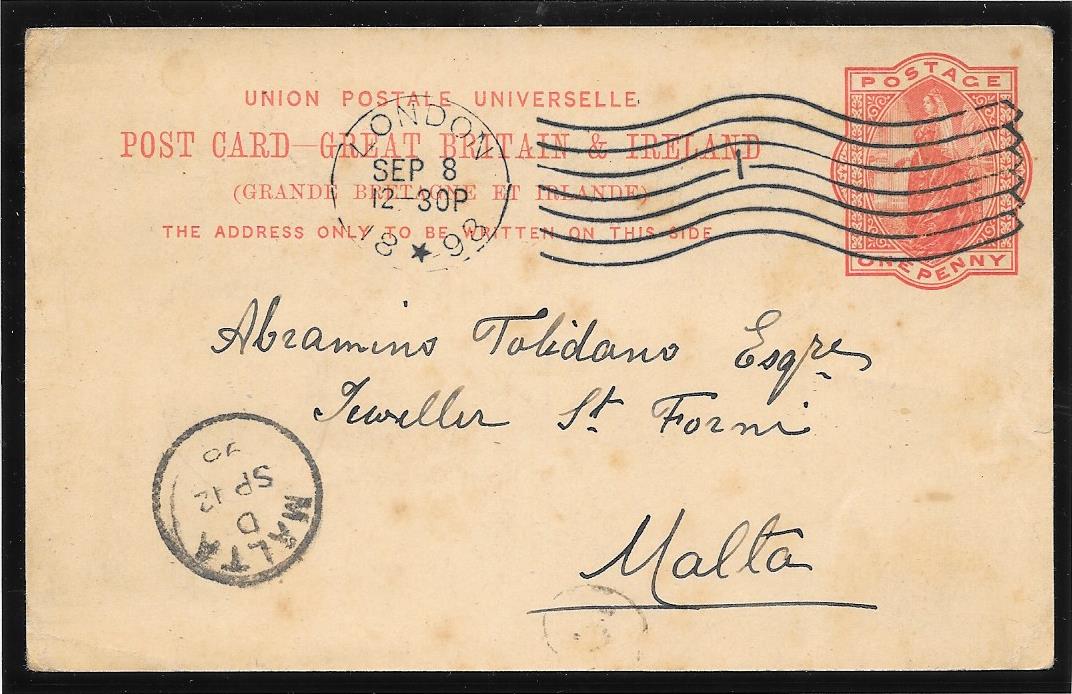 POSTAGE
UNION POSTALE UNIVERSELLE
POST CARD—GREAT BRITAIN & IRELAND
(GRANDE BRETAGNE ET IRLANDE)
THE ADDRESS ONLY TO BE WRITTEN ON THIS SIDE
ONE PENNY
LONDON
SEP 8
12-30P
18 ★ 98
1
Abramino Tolidano Esqre
Jeweller St. Forni
Malta
MALTA
D
SP 12